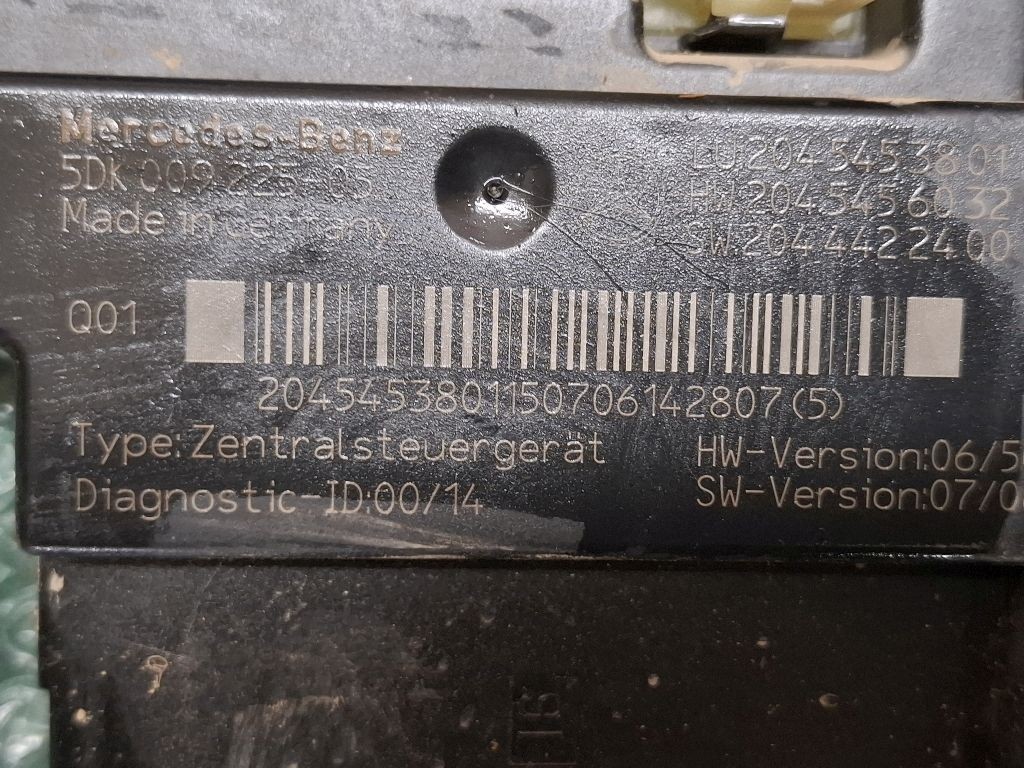 Mercedes-Benz
5DK 009 225-05
Made in Germany
LU 204 545 38 01
HW 204 545 60 32
SW 204 442 24 00
Q01
2045453801150706142807(5)
Type:Zentralsteuergerät
Diagnostic-ID:00/14
HW-Version:06/5
SW-Version:07/0